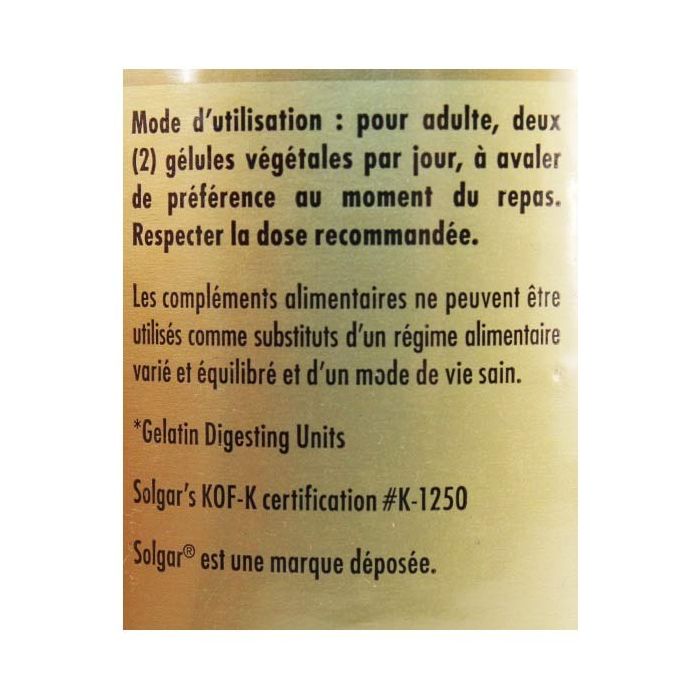 Mode d'utilisation : pour adulte, deux
(2) gélules végétales par jour, à avaler
de préférence au moment du repas.
Respecter la dose recommandée.
Les compléments alimentaires ne peuvent être
utilisés comme substituts d'un régime alimentaire
varié et équilibré et d'un mode de vie sain.
*Gelatin Digesting Units
Solgar's KOF-K certification #K-1250
Solgar® est une marque déposée.